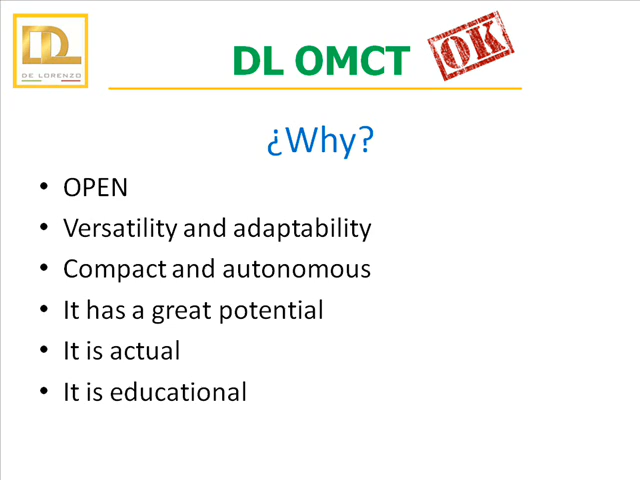 DL
DE LORENZO
DL OMCT
OK
¿Why?
• OPEN
• Versatility and adaptability
• Compact and autonomous
• It has a great potential
• It is actual
• It is educational